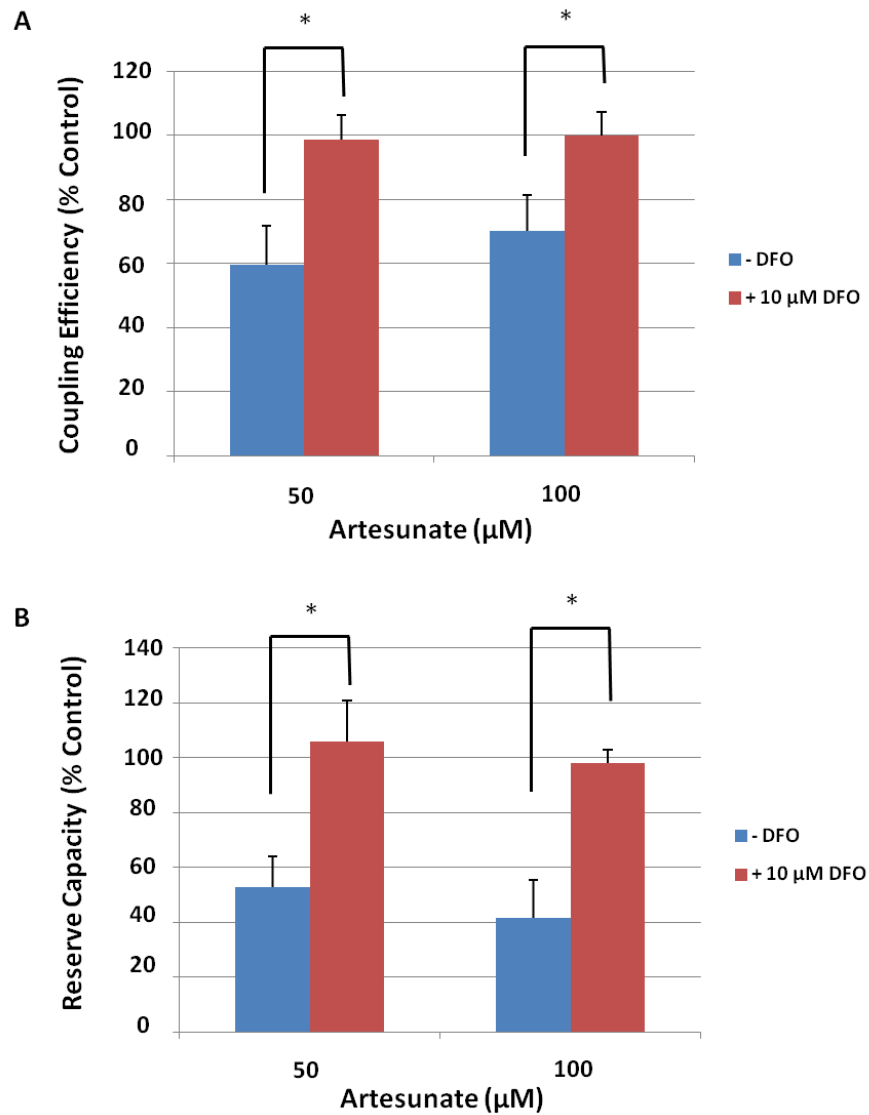 A
*
*
120
100
80
60
40
20
0
Coupling Efficiency (% Control)
50
100
Artesunate (µM)
- DFO
+ 10 µM DFO
B
*
*
140
120
100
80
60
40
20
0
Reserve Capacity (% Control)
50
100
Artesunate (µM)
- DFO
+ 10 µM DFO